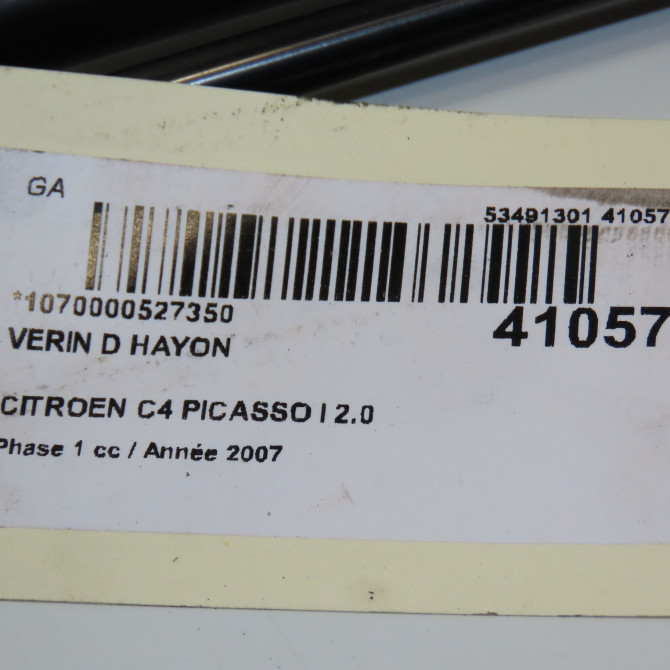 GA
53491301 41057
*1070000527350
41057
VERIN D HAYON
CITROEN C4 PICASSO I 2.0
Phase 1 cc / Année 2007